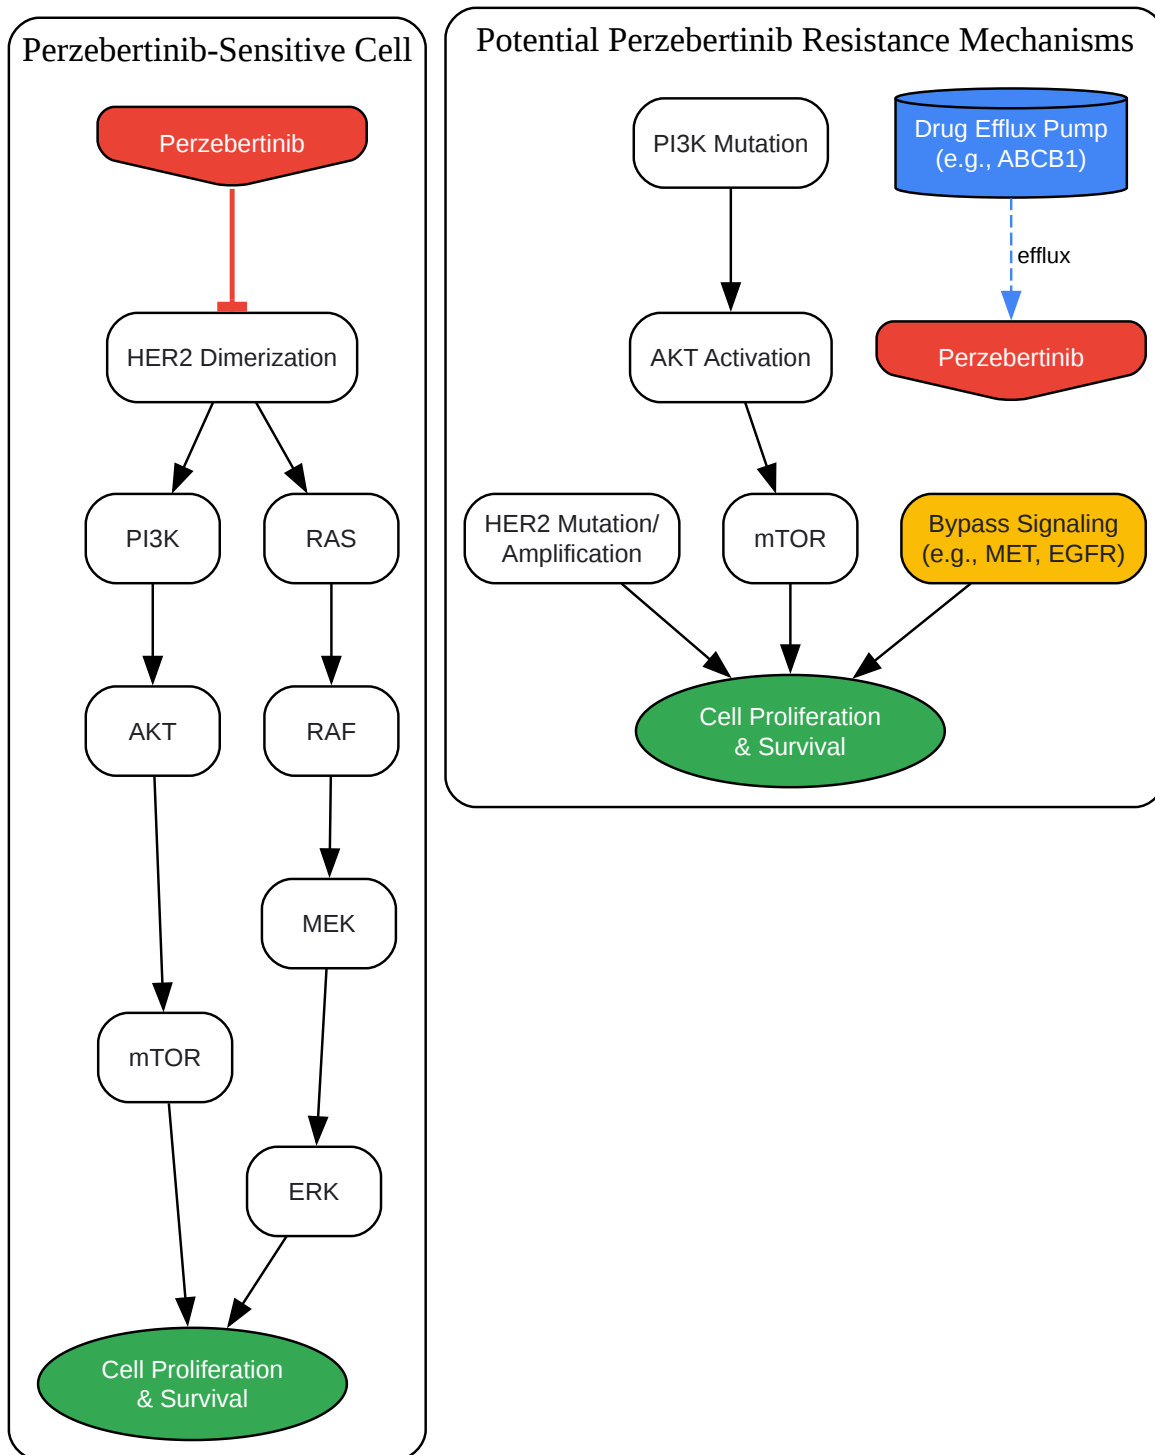 Perzebertinib-Sensitive Cell
Perzebertinib
HER2 Dimerization
PI3K
RAS
AKT
RAF
MEK
mTOR
ERK
Cell Proliferation
& Survival
Potential Perzebertinib Resistance Mechanisms
PI3K Mutation
Drug Efflux Pump
(e.g., ABCB1)
efflux
AKT Activation
Perzebertinib
HER2 Mutation/
Amplification
mTOR
Bypass Signaling
(e.g., MET, EGFR)
Cell Proliferation
& Survival